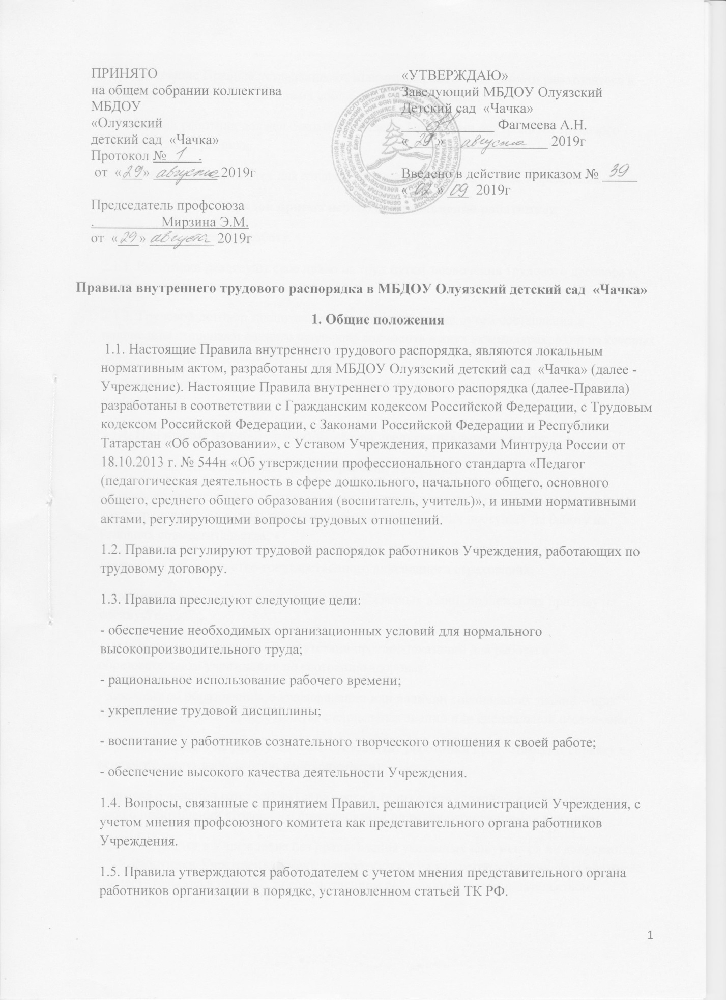 ПРИНЯТО
на общем собрании коллектива
МБДОУ
«Олуязский
детский сад «Чачка»
Протокол № 1 .
от «29» августа 2019г
Председатель профсоюза
. Мирзина Э.М.
от «29» августа 2019г
«УТВЕРЖДАЮ»
Заведующий МБДОУ Олуязский
Детский сад «Чачка»
Фагмеева А.Н.
«29» августа 2019г
Введено в действие приказом № 39
«02» 09 2019г
Правила внутреннего трудового распорядка в МБДОУ Олуязский детский сад «Чачка»
1. Общие положения
1.1. Настоящие Правила внутреннего трудового распорядка, являются локальным
нормативным актом, разработаны для МБДОУ Олуязский детский сад «Чачка» (далее -
Учреждение). Настоящие Правила внутреннего трудового распорядка (далее-Правила)
разработаны в соответствии с Гражданским кодексом Российской Федерации, с Трудовым
кодексом Российской Федерации, с Законами Российской Федерации и Республики
Татарстан «Об образовании», с Уставом Учреждения, приказами Минтруда России от
18.10.2013 г. № 544н «Об утверждении профессионального стандарта «Педагог
(педагогическая деятельность в сфере дошкольного, начального общего, основного
общего, среднего общего образования (воспитатель, учитель)», и иными нормативными
актами, регулирующими вопросы трудовых отношений.
1.2. Правила регулируют трудовой распорядок работников Учреждения, работающих по
трудовому договору.
1.3. Правила преследуют следующие цели:
- обеспечение необходимых организационных условий для нормального
высокопроизводительного труда;
- рациональное использование рабочего времени;
- укрепление трудовой дисциплины;
- воспитание у работников сознательного творческого отношения к своей работе;
- обеспечение высокого качества деятельности Учреждения.
1.4. Вопросы, связанные с принятием Правил, решаются администрацией Учреждения, с
учетом мнения профсоюзного комитета как представительного органа работников
Учреждения.
1.5. Правила утверждаются работодателем с учетом мнения представительного органа
работников организации в порядке, установленном статьей ТК РФ.
1